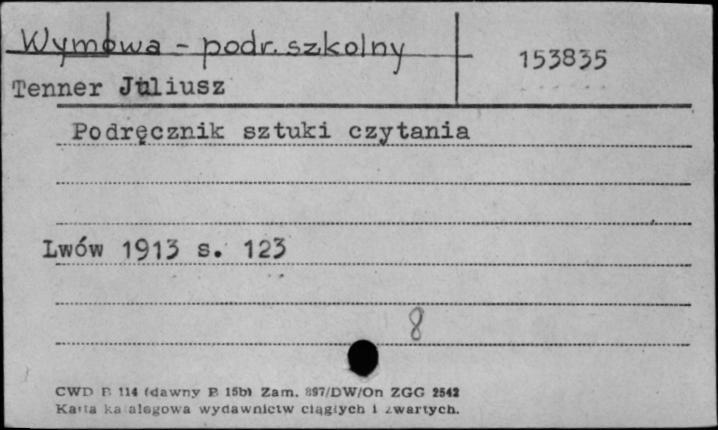 Wymowa - podr. szkolny
153835
Tenner Juliusz
Podręcznik sztuki czytania
Lwów 1913 s. 123
8
CWD B 114 (dawny B 15b) Zam. 897/DW/On ZGG 2542
Karta katalogowa wydawnictw ciągłych i zwartych.